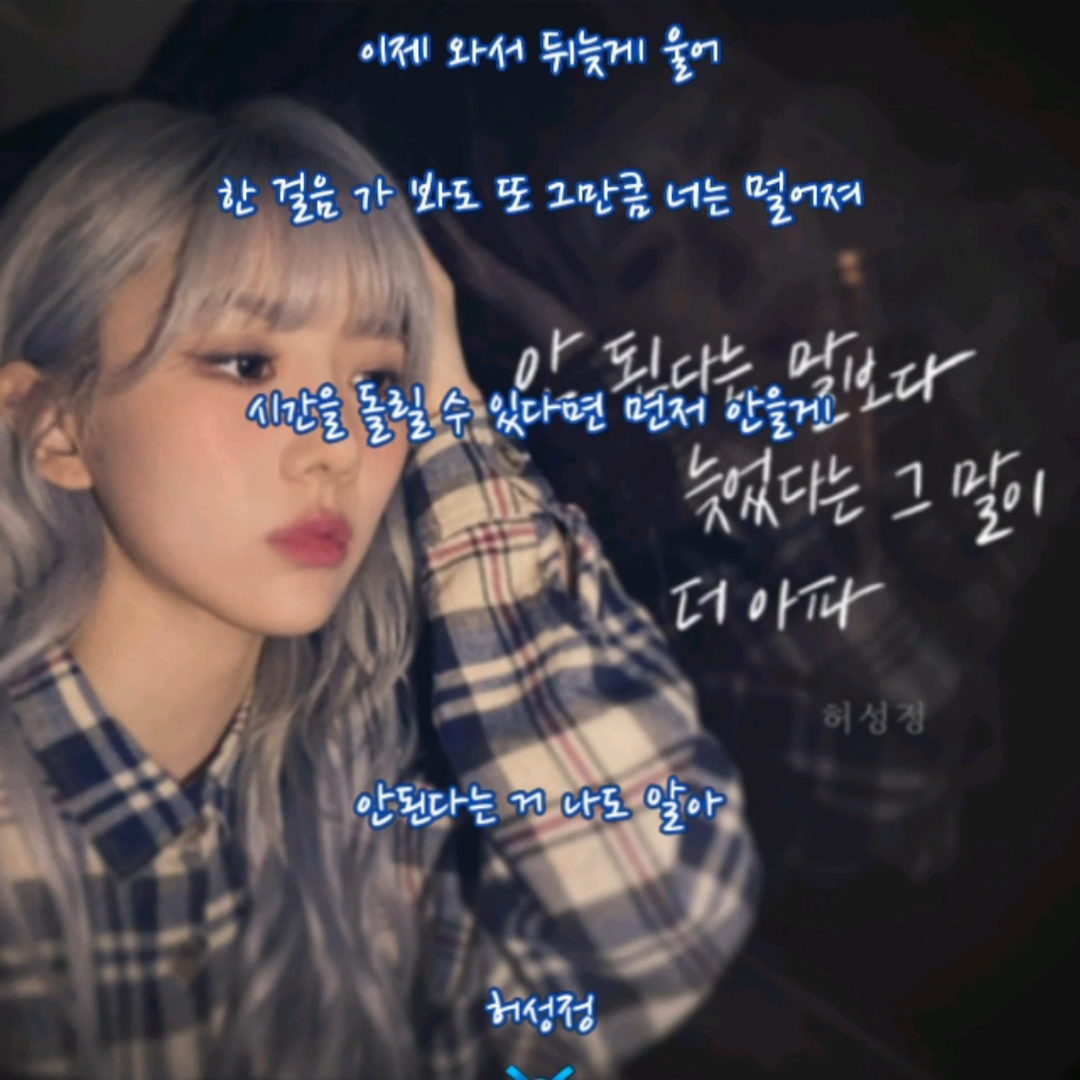 이제 와서 뒤늦게 울어
한 걸음 가 봐도 또 그만큼 너는 멀어져
안 된다는 말보다
시간을 돌릴 수 있다면 먼저 안을게
늦었다는 그 말이
더 아파
허성정
안된다는 거 나도 알아
허성정